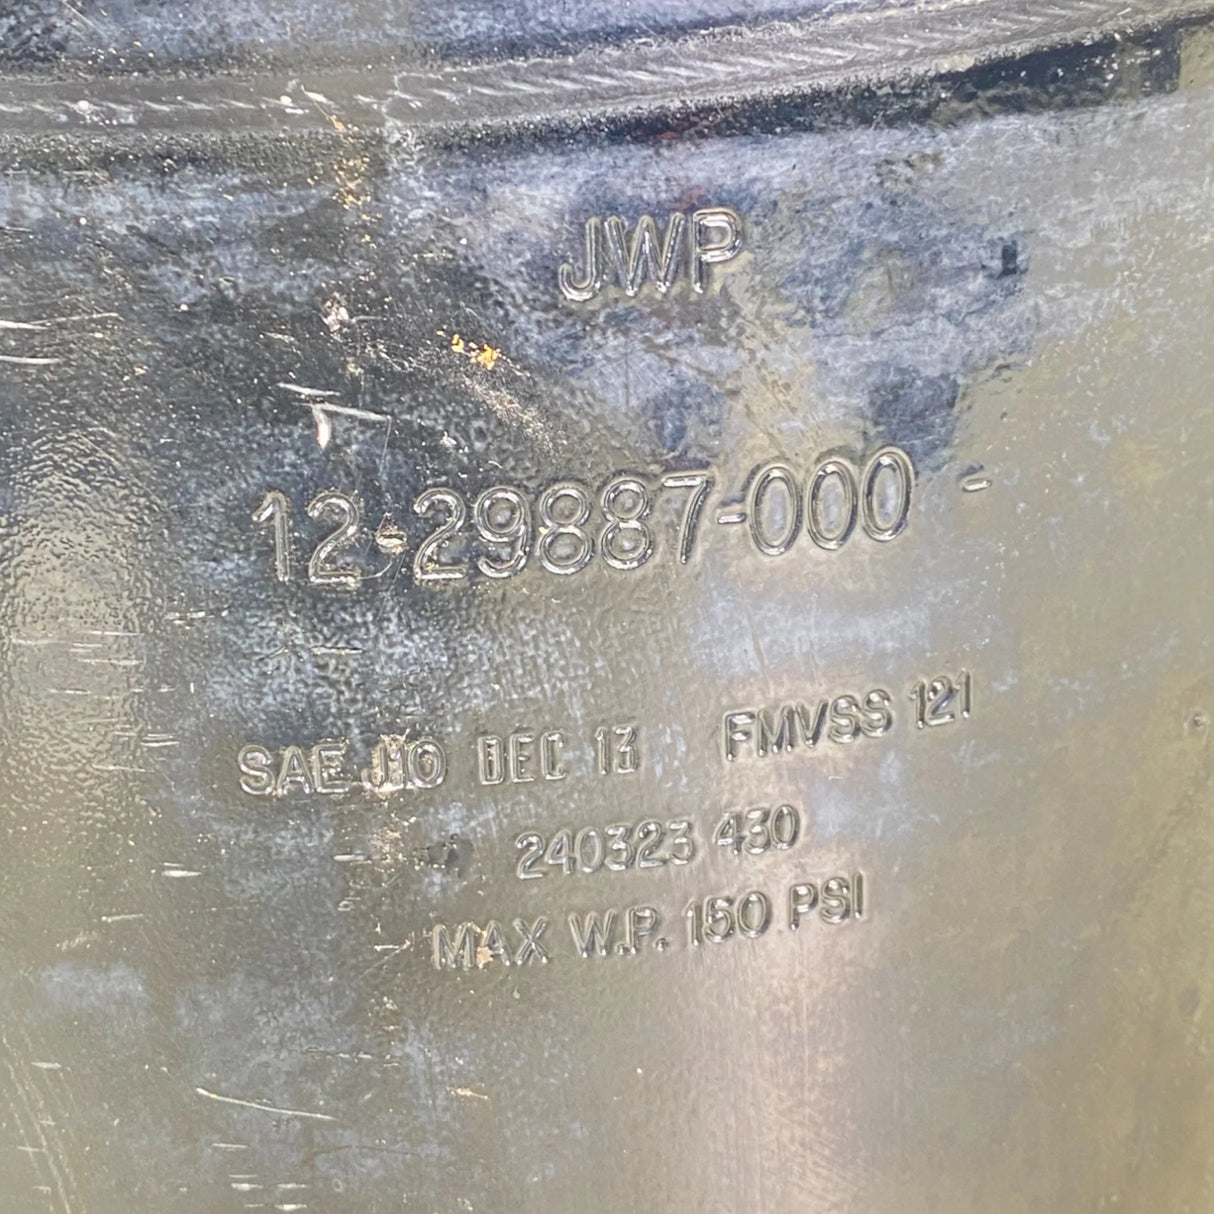 JWP
12-29887-000 -
SAE J10 DEC 13 FMVSS 121
240323 430
MAX W.P. 150 PSI